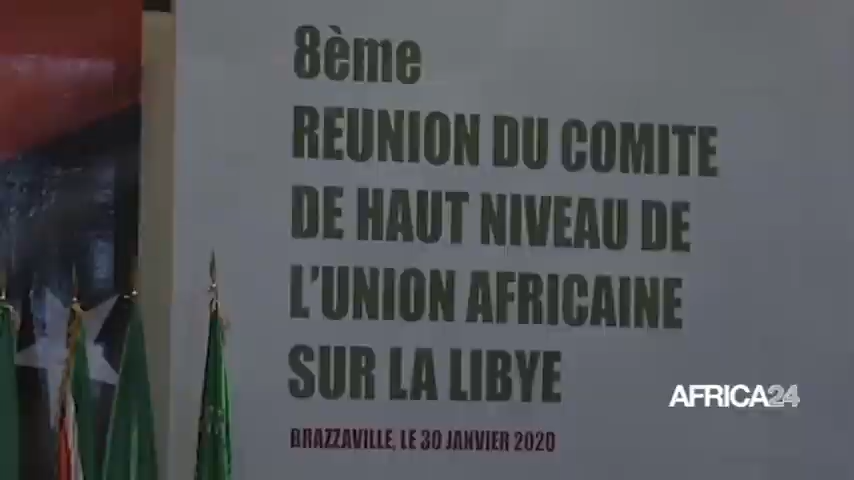 8ème
REUNION DU COMITE
DE HAUT NIVEAU DE
L'UNION AFRICAINE
SUR LA LIBYE
BRAZZAVILLE, LE 30 JANVIER 2020
AFRICA24